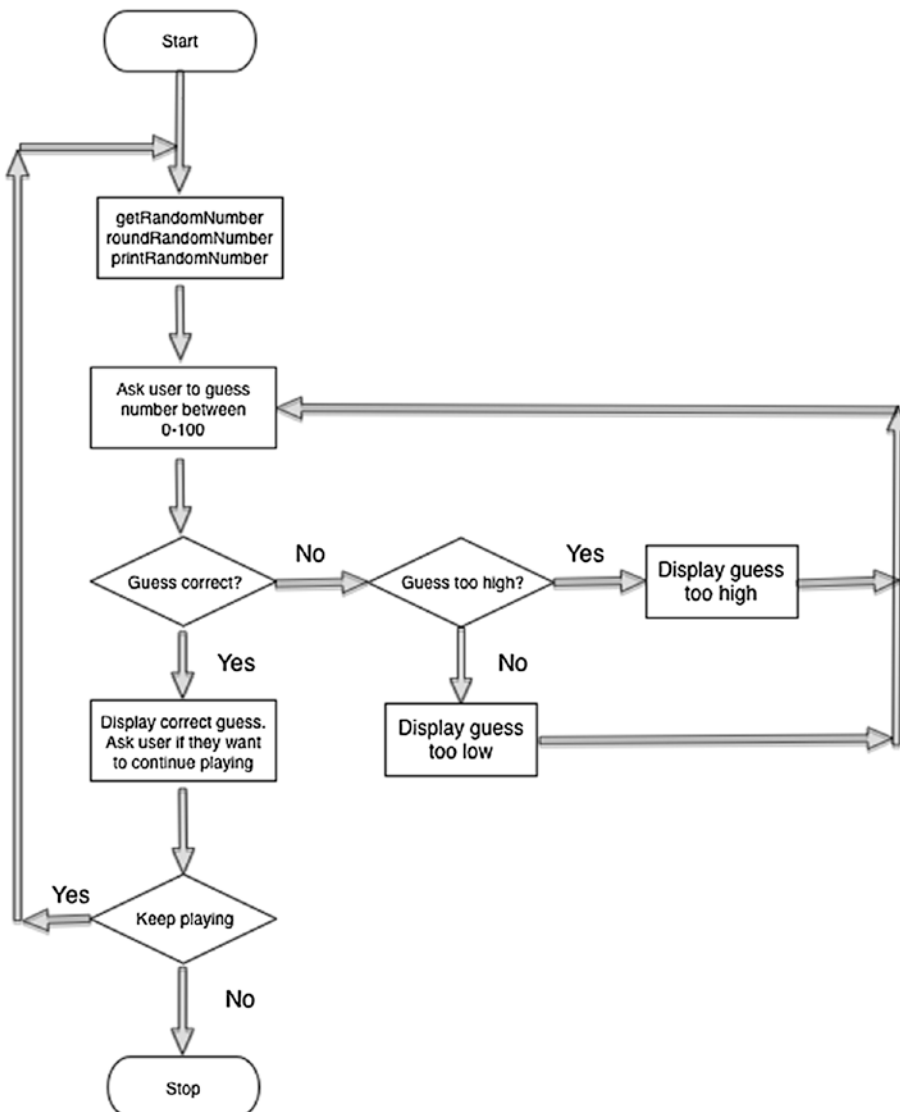 Start
getRandomNumber
roundRandomNumber
printRandomNumber
Ask user to guess
number between
0-100
Guess correct?
No
Guess too high?
Yes
Display guess
too high
Yes
No
Display correct guess.
Ask user if they want
to continue playing
Display guess
too low
Yes
Keep playing
No
Stop